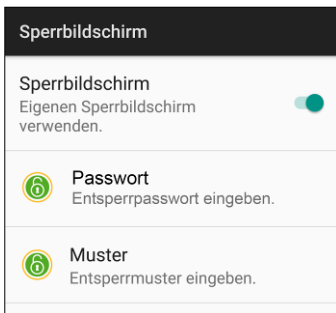 Sperrbildschirm
Sperrbildschirm
Eigenen Sperrbildschirm
verwenden.
Passwort
Entsperrpasswort eingeben.
Muster
Entsperrmuster eingeben.